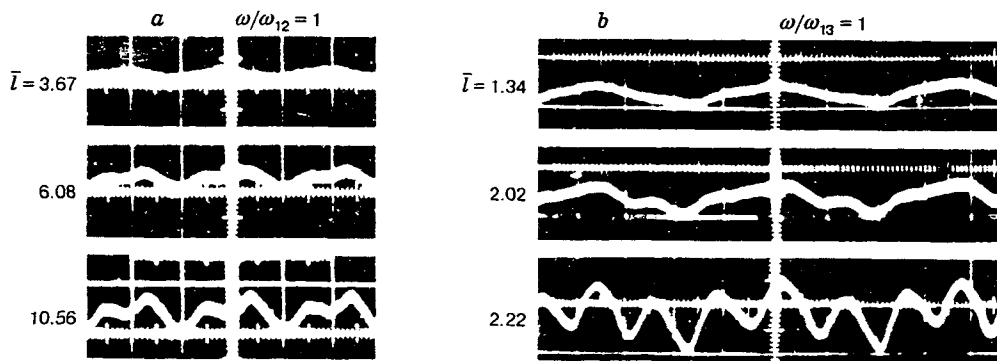 a ω/ω₁₂ = 1
l̄ = 3.67
6.08
10.56
b ω/ω₁₃ = 1
l̄ = 1.34
2.02
2.22